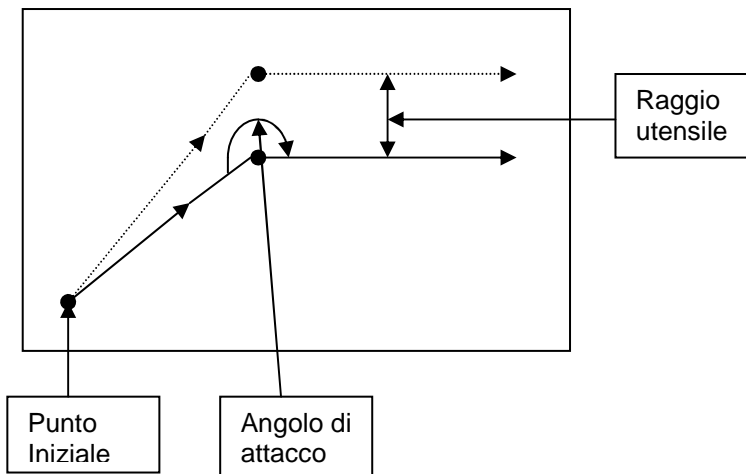 Raggio
utensile
Punto
Iniziale
Angolo di
attacco